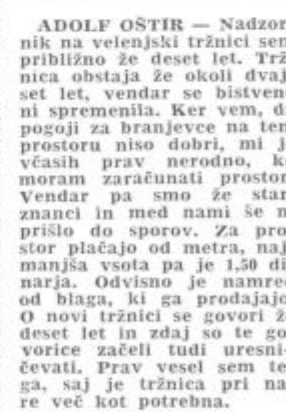 ADOLF OŠTIR — Nadzor
nik na velenjski tržnici sem
približno že deset let. Trž
nica obstaja že okoli dvaj
set let, vendar se bistven
ni spremenila. Ker vem, d
pogoji za branjevce na tem
prostoru niso dobri, mi j
včasih prav nerodno, k
moram zaračunati prostor
Vendar pa smo že star
znanci in med nami še n
prišlo do sporov. Za pro
stor plačajo od metra, naj
manjša vsota pa je 1,50 di
narja. Odvisno je namreč
od blaga, ki ga prodajajo
O novi tržnici se govori ž
deset let in zdaj so te go
vorice začeli tudi uresni-
čevati. Prav vesel sem te
ga, saj je tržnica pri na
re več kot potrebna.